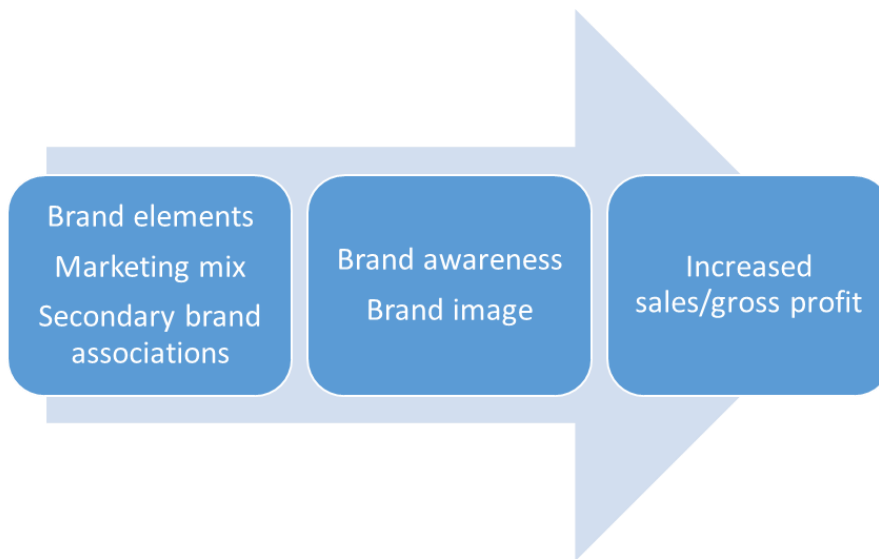 Brand elements
Marketing mix
Secondary brand
associations
Brand awareness
Brand image
Increased
sales/gross profit